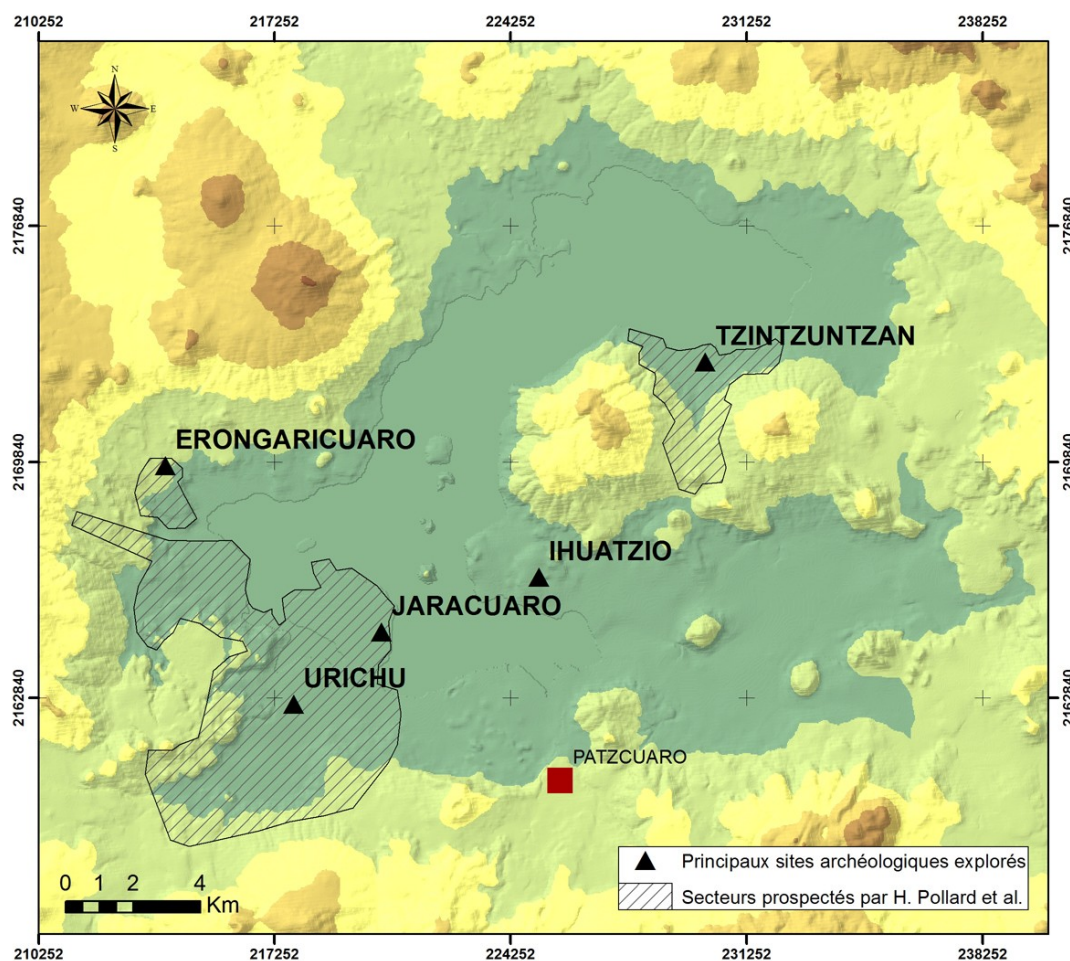 210252 217252 224252 231252 238252
N
W E
S
2176840 2176840
TZINTZUNTZAN
ERONGARICUARO
2169840 2169840
IHUATZIO
JARACUARO
URICHU
2162840 2162840
PATZCUARO
Principaux sites archéologiques explorés
0 1 2 4
Secteurs prospectés par H. Pollard et al.
Km
210252 217252 224252 231252 238252